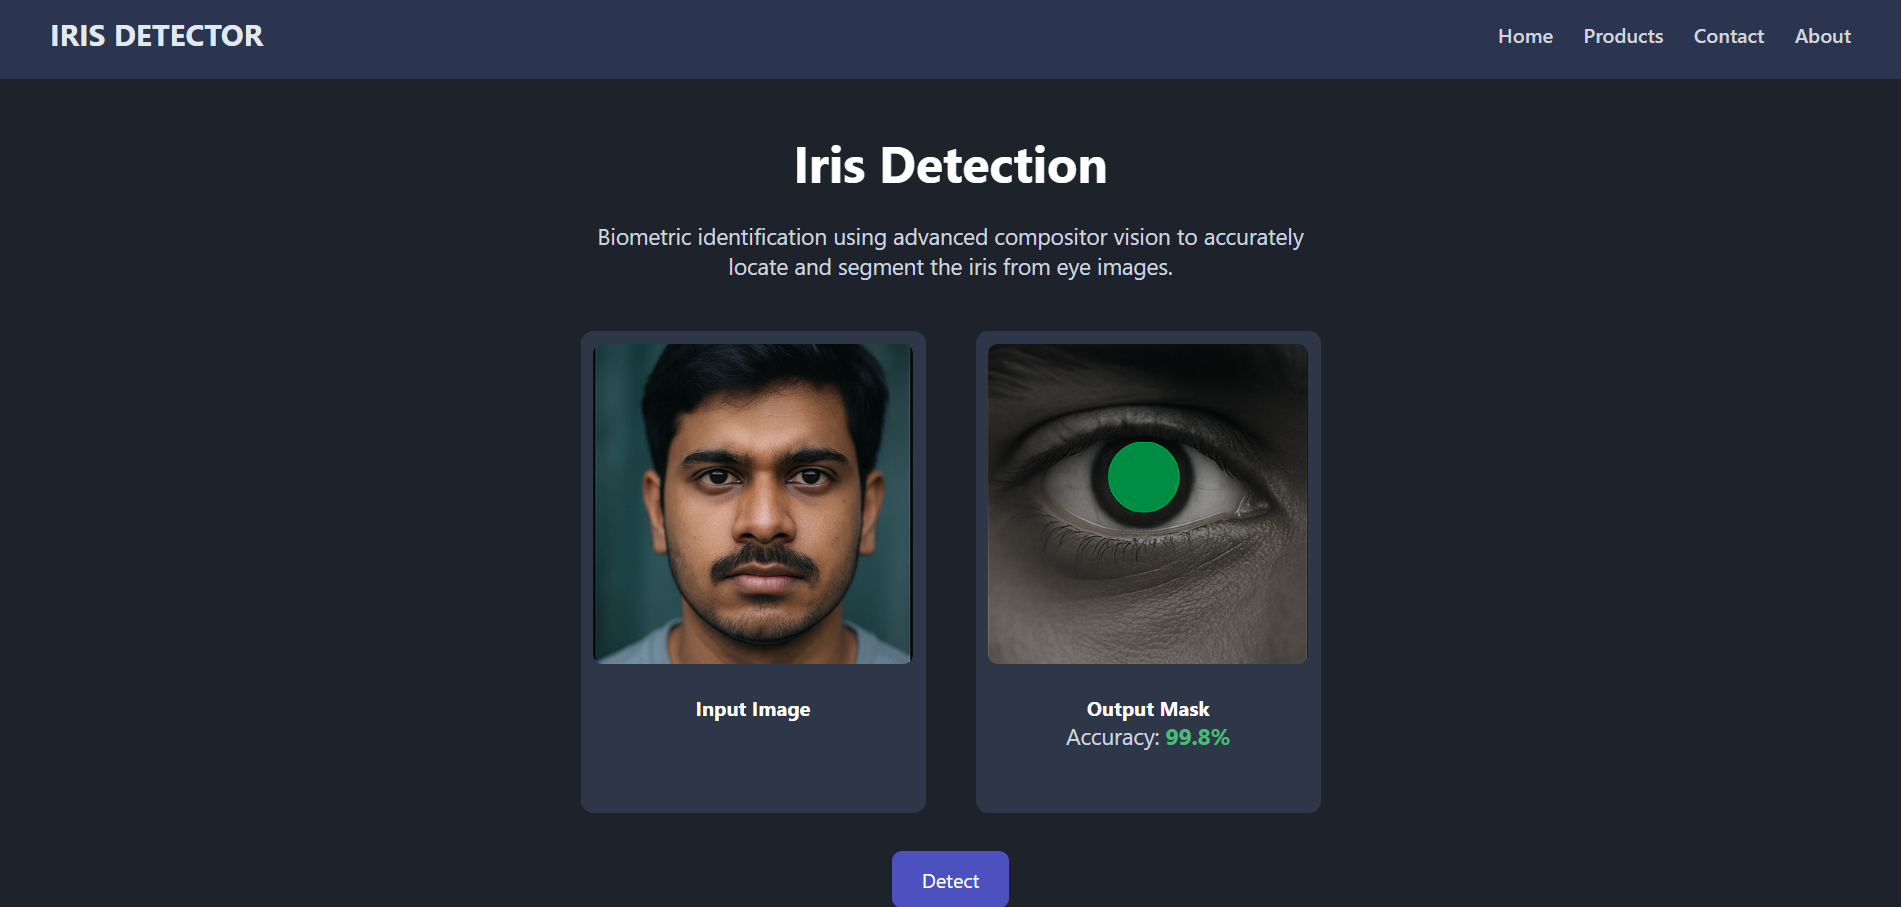 IRIS DETECTOR
Home Products Contact About
Iris Detection
Biometric identification using advanced compositor vision to accurately
locate and segment the iris from eye images.
Input Image
Output Mask
Accuracy: 99.8%
Detect